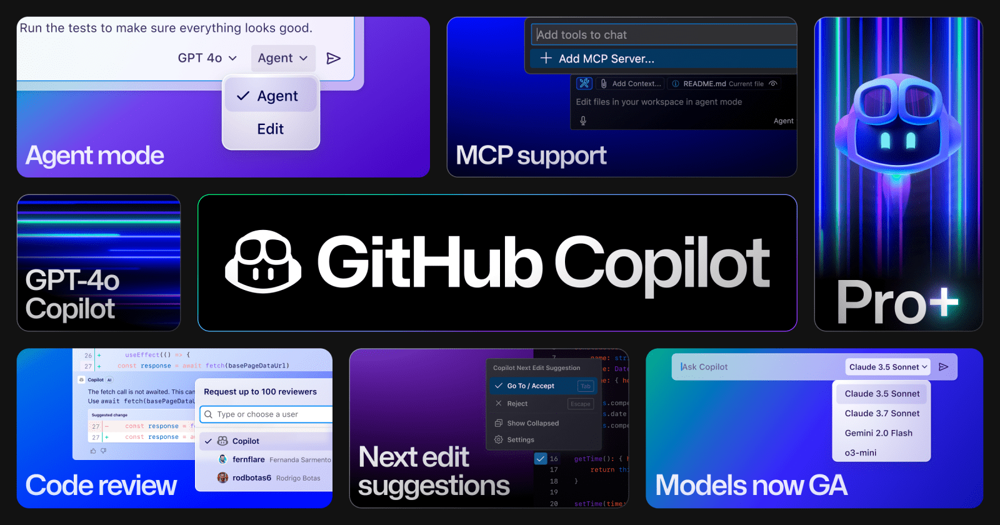 Run the tests to make sure everything looks good.
GPT 4o
Agent
Agent
Edit
Agent mode
Add tools to chat
Add MCP Server...
Add Context...
README.md Current file
Edit files in your workspace in agent mode
Agent
MCP support
Pro+
GPT-4o
Copilot
GitHub Copilot
26 + useEffect(() => {
27 + const response = await fetch(basePageDataUrl)
Copilot AI
The fetch call is not awaited. This can
Use await fetch(basePageDataU
Suggested change
27 - const response = f
27 + const response = a
Request up to 100 reviewers
Type or choose a user
Copilot
fernflare Fernanda Sarmento
rodbotas6 Rodrigo Botas
Code review
7 name: str
Copilot Next Edit Suggestion
Go To / Accept Tab
Reject Escape
Show Collapsed
Settings
: Date
: { h
s.compe
s.date
s.compe
16 getTime(): {
17 return thi
18 }
19
20 setTime(time:
Next edit
suggestions
Ask Copilot
Claude 3.5 Sonnet
Claude 3.5 Sonnet
Claude 3.7 Sonnet
Gemini 2.0 Flash
o3-mini
Models now GA